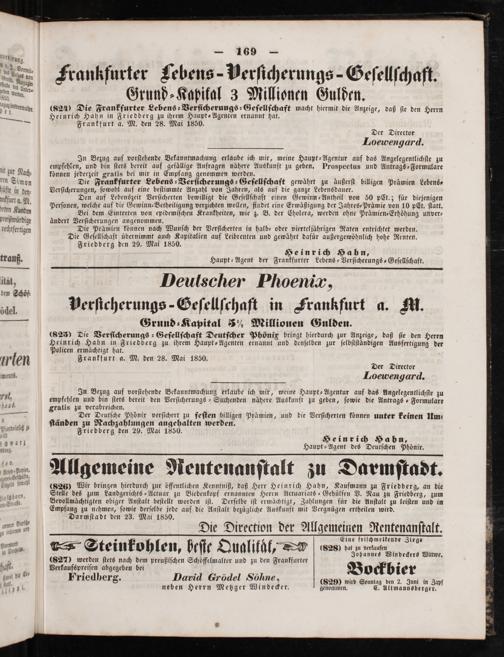 — 169 —
Frankfurter Lebens-Versicherungs-Gesellschaft.
Grund-Kapital 3 Millionen Gulden.
(824) Die Frankfurter Lebens-Versicherungs-Gesellschaft macht hiermit die Anzeige, daß sie den Herrn
Heinrich Hahn in Friedberg zu ihrem Haupt-Agenten ernannt hat.
Frankfurt a. M. den 28. Mai 1850.
Der Director
Loewengard.
In Bezug auf vorstehende Bekanntmachung erlaube ich mir, meine Haupt-Agentur auf das Angelegentlichste zu
empfehlen, und bin stets bereit auf gefällige Anfragen nähere Auskunft zu geben. Prospectus und Antrags-Formulare
können jederzeit gratis bei mir in Empfang genommen werden.
Die Frankfurter Lebens-Versicherungs-Gesellschaft gewährt zu äußerst billigen Prämien Lebens-
Versicherungen, sowohl auf eine bestimmte Anzahl von Jahren, als auf die ganze Lebensdauer.
Den auf Lebenszeit Versicherten bewilligt die Gesellschaft einen Gewinn-Antheil von 50 pCt.; für diejenigen
Personen, welche auf die Gewinn-Betheiligung verzichten wollen, findet eine Ermäßigung der Jahres-Prämie von 10 pCt. statt.
Bei dem Eintreten von epidemischen Krankheiten, wie z. B. der Cholera, werden ohne Prämien-Erhöhung unver-
ändert Versicherungen angenommen.
Die Prämien können nach Wunsch der Versicherten in halb- oder vierteljährigen Raten entrichtet werden.
Die Gesellschaft übernimmt auch Kapitalien auf Leibrenten und gewährt dafür außergewöhnlich hohe Renten.
Friedberg den 29. Mai 1850.
Heinrich Hahn,
Haupt-Agent der Frankfurter Lebens-Versicherungs-Gesellschaft.
Deutscher Phoenix,
Versicherungs-Gesellschaft in Frankfurt a. M.
Grund-Kapital 5½ Millionen Gulden.
(825) Die Versicherungs-Gesellschaft Deutscher Phönix bringt hierdurch zur Anzeige, daß sie den Herrn
Heinrich Hahn in Friedberg zu ihrem Haupt-Agenten ernannt und denselben zur selbstständigen Ausfertigung der
Policen ermächtigt hat.
Frankfurt a. M. den 28. Mai 1850.
Der Director
Loewengard.
In Bezug auf vorstehende Bekanntmachung erlaube ich mir, meine Haupt-Agentur auf das Angelegentlichste zu
empfehlen und bin stets bereit den Versicherungs-Suchenden nähere Auskunft zu geben, sowie die Antrags-Formulare
gratis zu verabreichen.
Der Deutsche Phönix versichert zu festen billigen Prämien, und die Versicherten können unter keinen Um-
ständen zu Nachzahlungen angehalten werden.
Friedberg den 29. Mai 1850.
Heinrich Hahn,
Haupt-Agent des Deutschen Phönix.
Allgemeine Rentenanstalt zu Darmstadt.
(826) Wir bringen hierdurch zur öffentlichen Kenntniß, daß Herr Heinrich Hahn, Kaufmann zu Friedberg, an die
Stelle des zum Landgerichts-Actuar zu Biedenkopf ernannten Herrn Actuariats-Gehülfen V. Rau zu Friedberg, zum
Bevollmächtigten obiger Anstalt bestellt worden ist. Derselbe ist ermächtigt, Zahlungen für die Anstalt zu leisten und in
Empfang zu nehmen, sowie derselbe jede auf die Anstalt bezügliche Auskunft mit Vergnügen ertheilen wird.
Darmstadt den 23. Mai 1850.
Die Direction der Allgemeinen Rentenanstalt.
Steinkohlen, beste Qualität,
(827) werden stets nach dem preußischen Schöffelmalter und zu den Frankfurter
Verkaufspreisen abgegeben bei
Friedberg. David Grödel Söhne,
neben Herrn Metzger Windecker.
Eine frischmelkende Ziege
(828) hat zu verkaufen
Johannes Windeckers Wittwe.
Bockbier
(829) wird Sonntag den 2. Juni in Zapf
genommen. C. Altmannsberger.